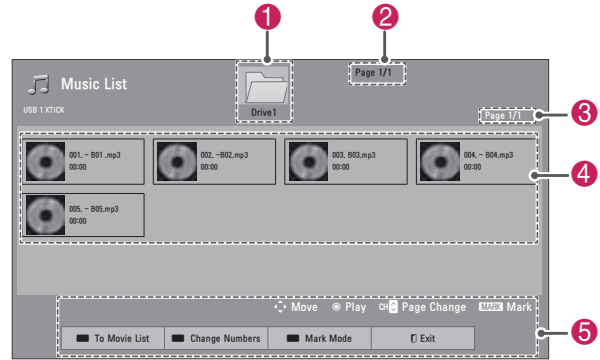 1
2
Page 1/1
Music List
USB 1 XTICK
Drive1
Page 1/1
3
001. - B01 .mp3
00:00
002. -B02.mp3
00:00
003. B03.mp3
00:00
004. - B04.mp3
00:00
4
005. - B05.mp3
00:00
Move
Play
CH Page Change
MARK Mark
5
To Movie List
Change Numbers
Mark Mode
Exit